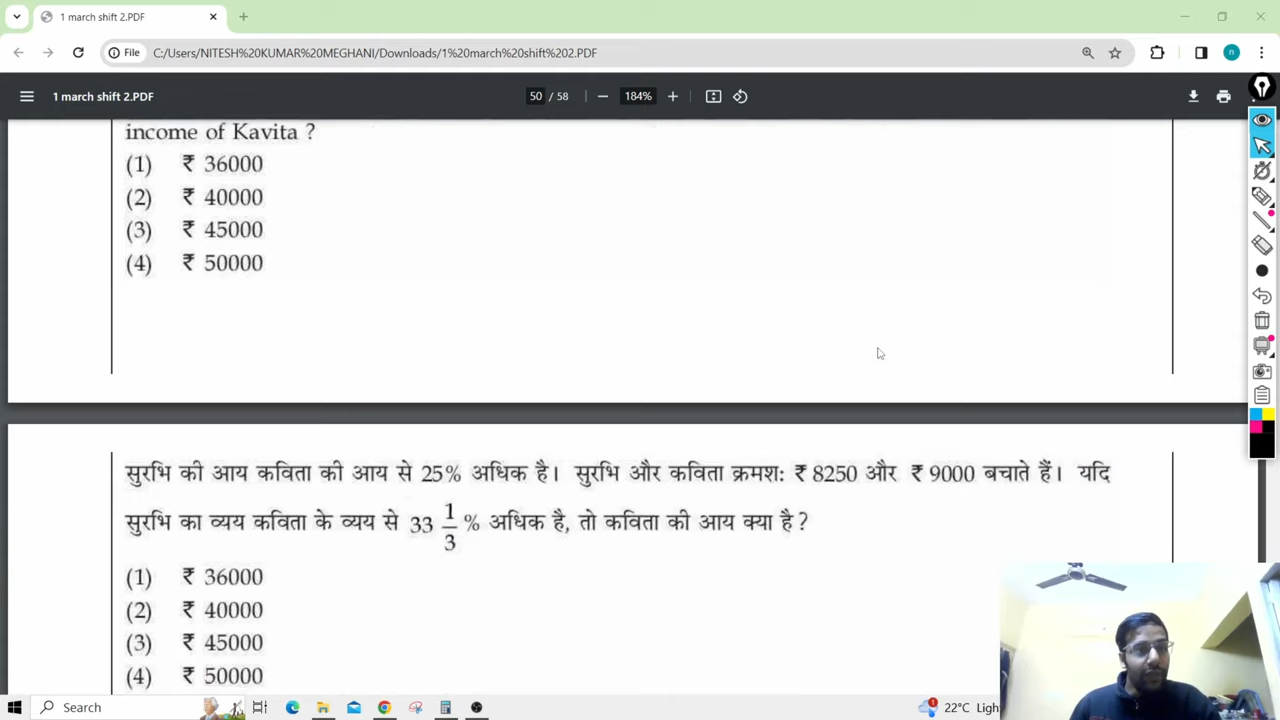 1 march shift 2.PDF
File C:/Users/NITESH%20KUMAR%20MEGHANI/Downloads/1%20march%20shift%202.PDF
n
1 march shift 2.PDF
50 / 58
184%
income of Kavita ?
(1) ₹ 36000
(2) ₹ 40000
(3) ₹ 45000
(4) ₹ 50000
सुरभि की आय कविता की आय से 25% अधिक है। सुरभि और कविता क्रमश: ₹ 8250 और ₹ 9000 बचाते हैं। यदि
सुरभि का व्यय कविता के व्यय से 33 1/3 % अधिक है, तो कविता की आय क्या है ?
(1) ₹ 36000
(2) ₹ 40000
(3) ₹ 45000
(4) ₹ 50000
Search
1
22°C Ligh